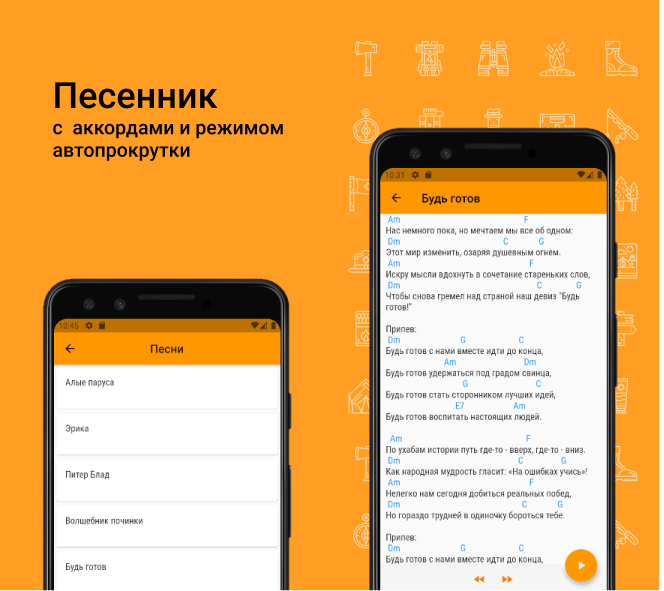 Песенник
с аккордами и режимом
автопрокрутки
10:45
Песни
Алые паруса
Эрика
Питер Блад
Волшебник починки
Будь готов
10:31
Будь готов
Am F
Нас немного пока, но мечтаем мы все об одном:
Dm C G
Этот мир изменить, озаряя душевным огнем.
Am F
Искру мысли вдохнуть в сочетание стареньких слов,
Dm C G
Чтобы снова гремел над страной наш девиз "Будь
готов!"
Припев:
Dm G C
Будь готов с нами вместе идти до конца,
Am Dm
Будь готов удержаться под градом свинца,
G C
Будь готов стать сторонником лучших идей,
E7 Am
Будь готов воспитать настоящих людей.
Am F
По ухабам истории путь где-то - вверх, где-то - вниз.
Dm C G
Как народная мудрость гласит: «На ошибках учись»!
Am F
Нелегко нам сегодня добиться реальных побед,
Dm C G
Но гораздо трудней в одиночку бороться тебе.
Припев:
Dm G C
Будь готов с нами вместе идти до конца,